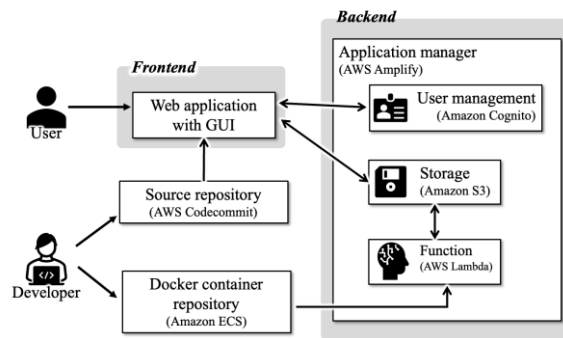 Backend
Frontend
Application manager
(AWS Amplify)
User
Web application
with GUI
User management
(Amazon Cognito)
Source repository
(AWS Codecommit)
Storage
(Amazon S3)
Developer
Docker container
repository
(Amazon ECS)
Function
(AWS Lambda)